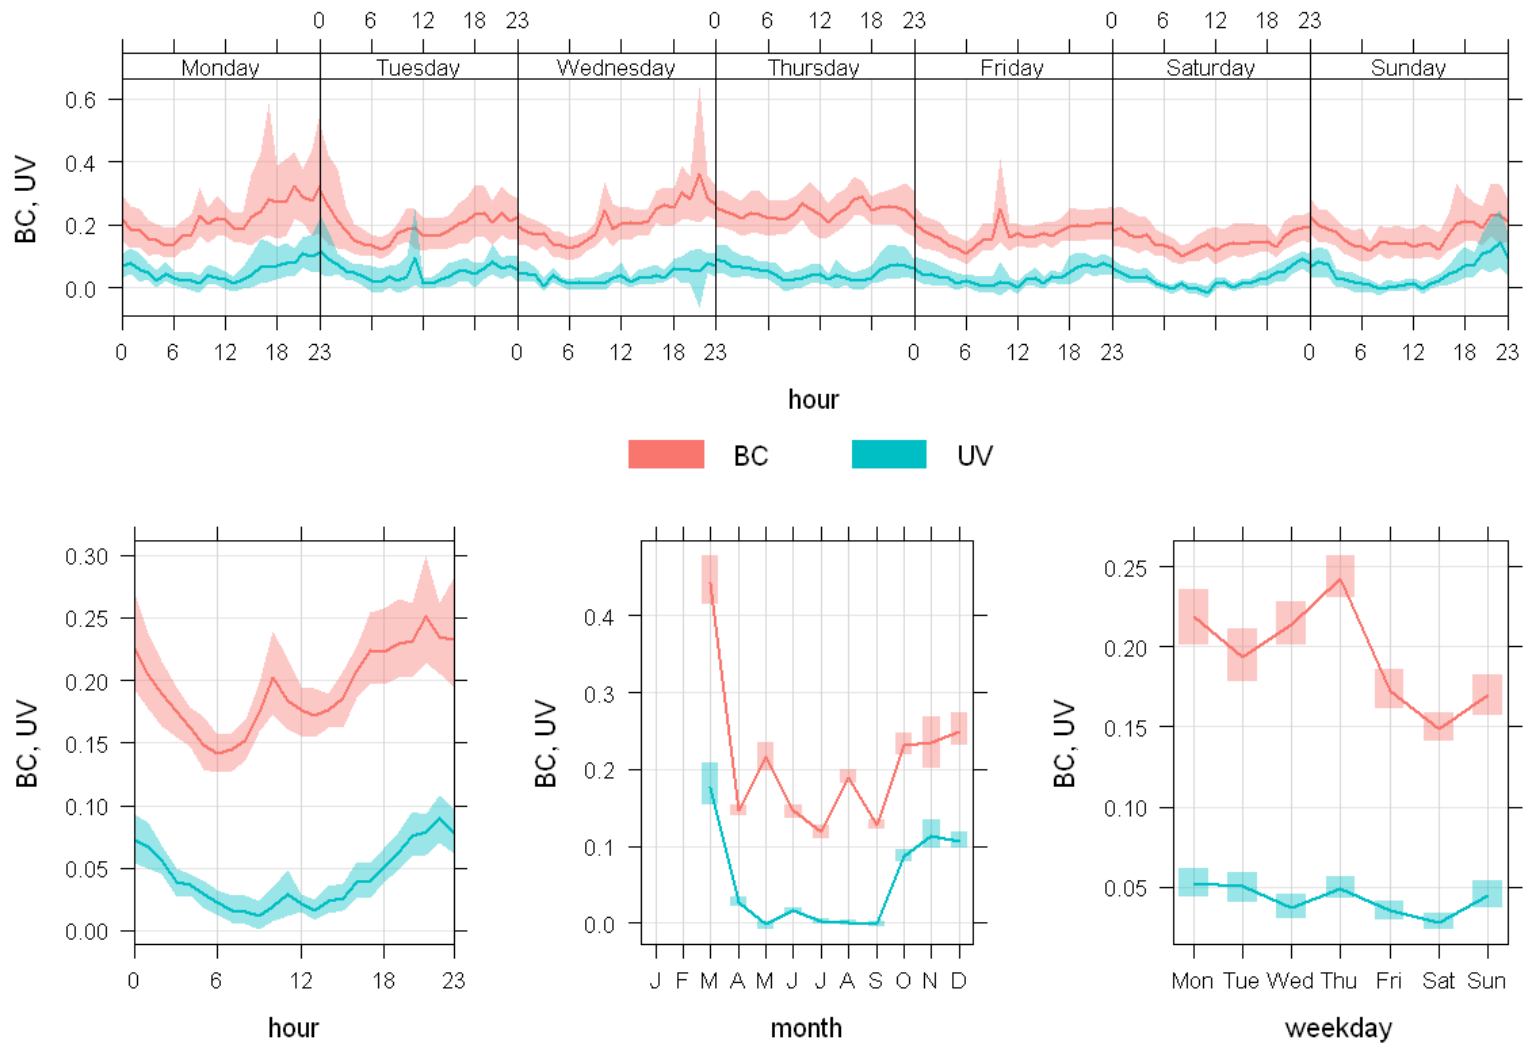 0 6 12 18 23 0 6 12 18 23 0 6 12 18 23
Monday Tuesday Wednesday Thursday Friday Saturday Sunday
0.6
0.4
0.2
0.0
BC, UV
0 6 12 18 23 0 6 12 18 23 0 6 12 18 23 0 6 12 18 23
hour
BC UV
0.30
0.25
0.20
0.15
0.10
0.05
0.00
BC, UV
0 6 12 18 23
hour
0.4
0.3
0.2
0.1
0.0
BC, UV
J F M A M J J A S O N D
month
0.25
0.20
0.15
0.10
0.05
BC, UV
Mon Tue Wed Thu Fri Sat Sun
weekday